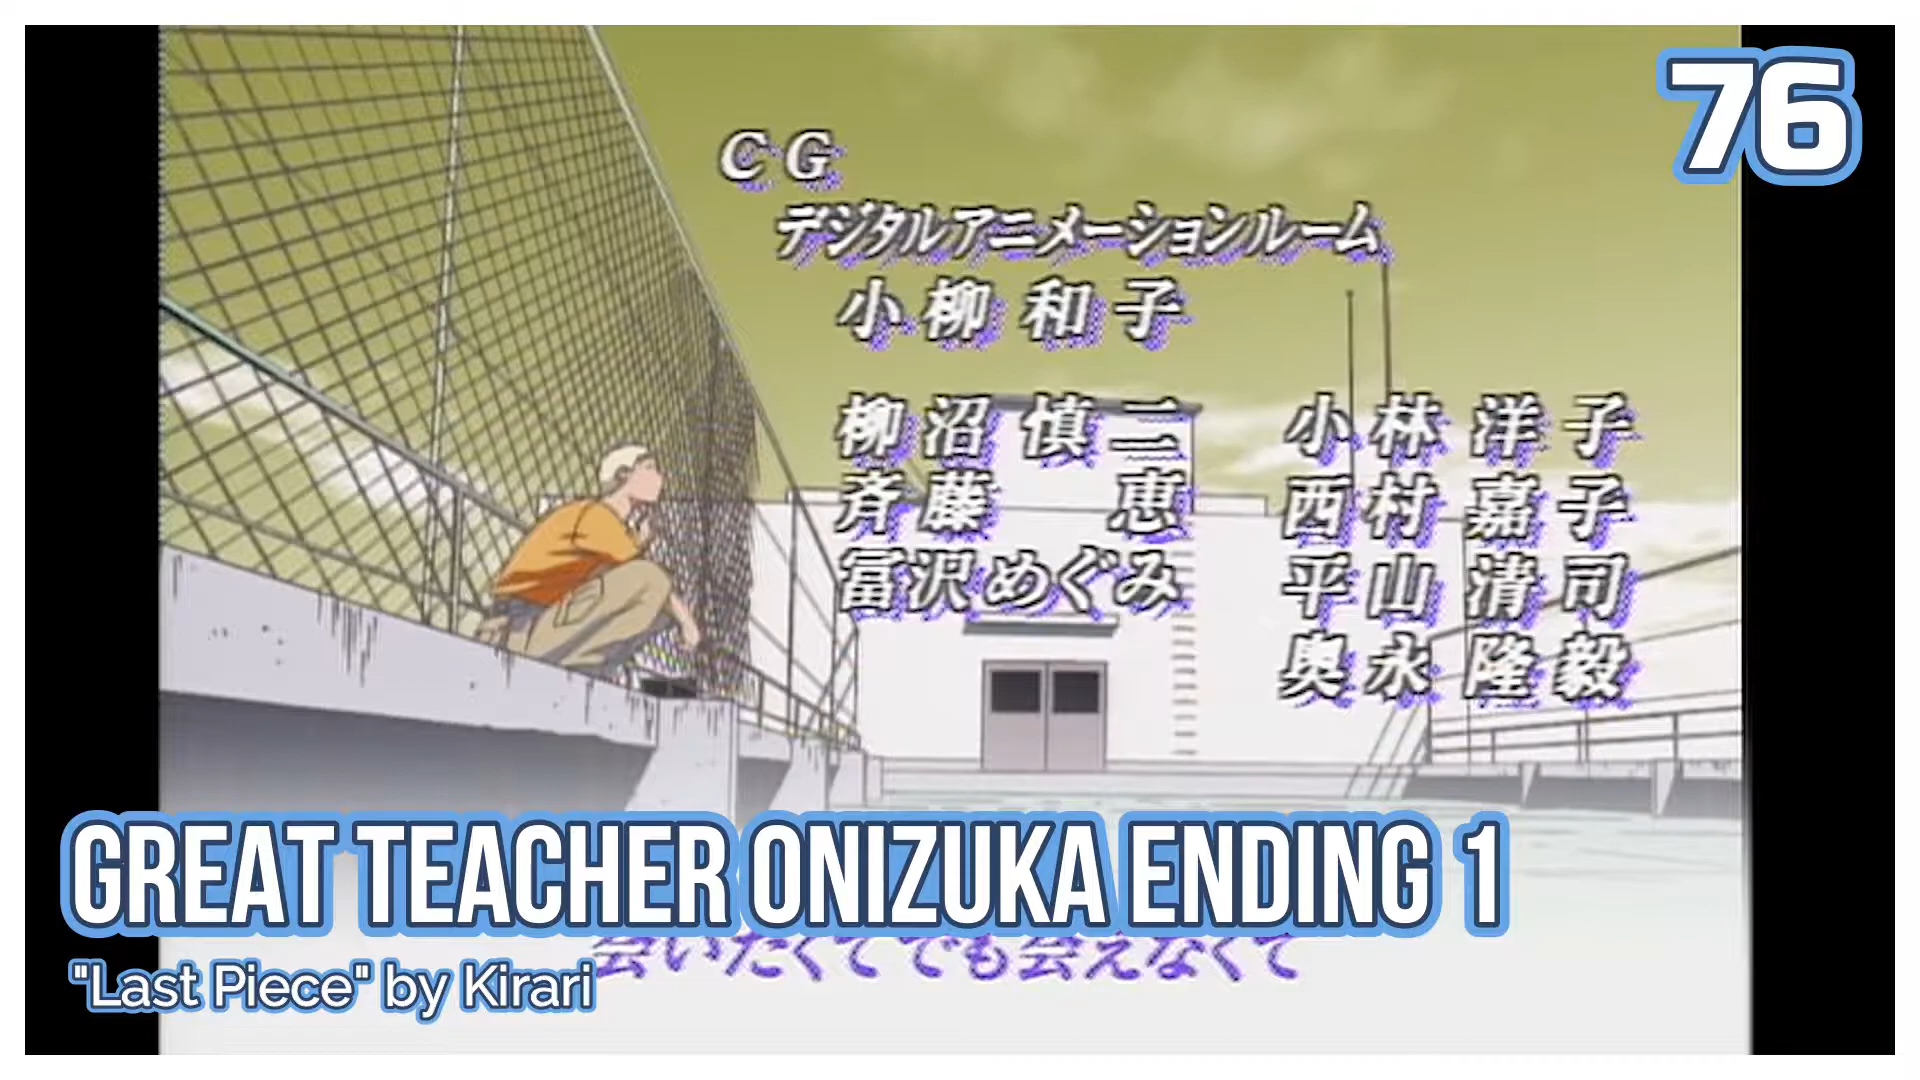 76
CG
デジタルアニメーションルーム
小柳 和子
柳沼 慎二 小林 洋子
斉藤 恵 西村 嘉子
冨沢めぐみ 平山 清司
奥永 隆毅
GREAT TEACHER ONIZUKA ENDING 1
会いたくて でも会えなくて
"Last Piece" by Kirari